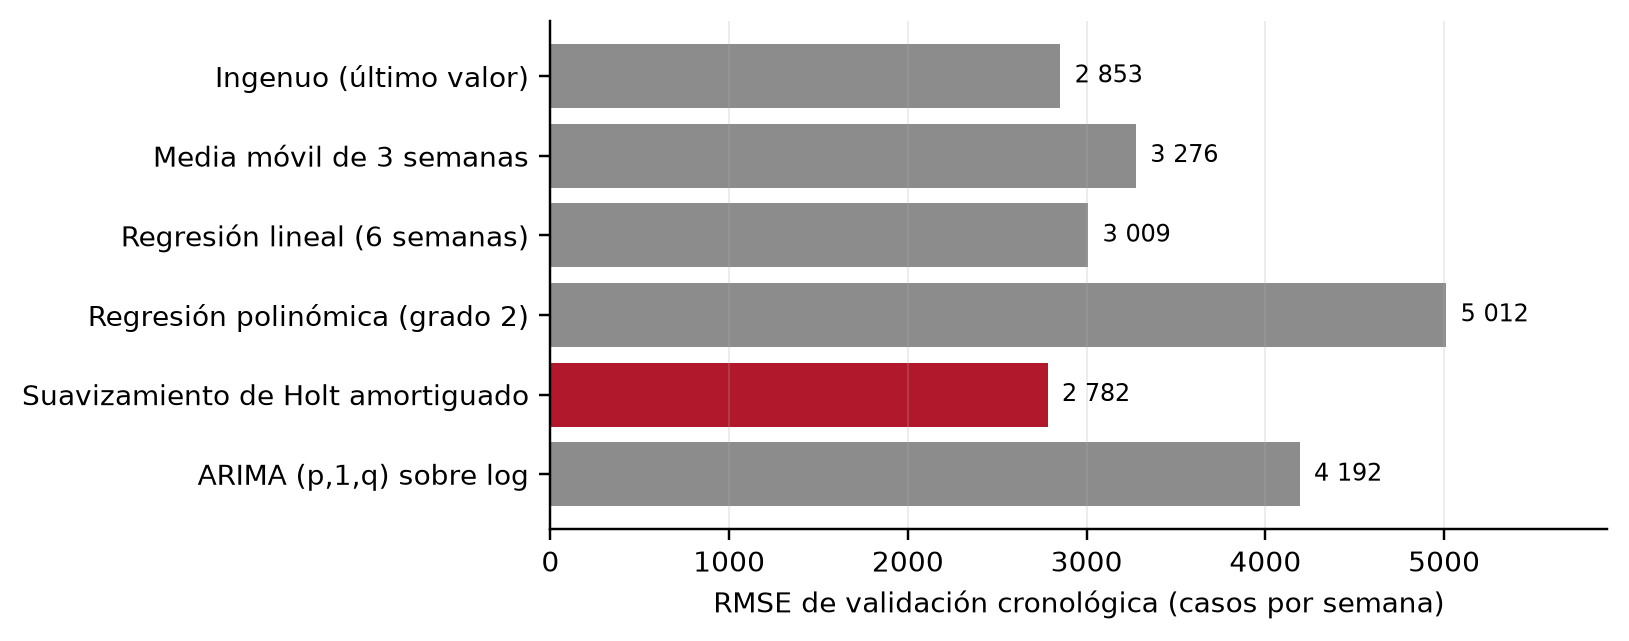 Ingenuo (último valor)
2 853
Media móvil de 3 semanas
3 276
Regresión lineal (6 semanas)
3 009
Regresión polinómica (grado 2)
5 012
Suavizamiento de Holt amortiguado
2 782
ARIMA (p,1,q) sobre log
4 192
0 1000 2000 3000 4000 5000
RMSE de validación cronológica (casos por semana)